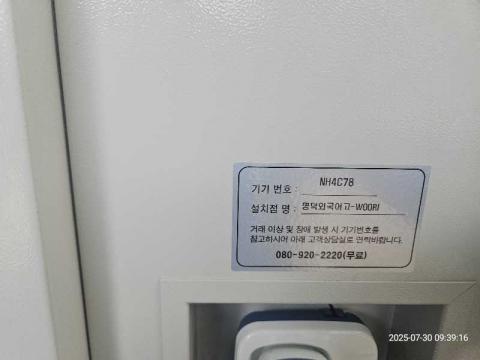 기기 번호 : NH4C78
설치점 명 : 명덕외국어고-WOORI
거래 이상 및 장애 발생 시 기기번호를
참고하시어 아래 고객상담실로 연락바랍니다.
080-920-2220(무료)
2025-07-30 09:39:16